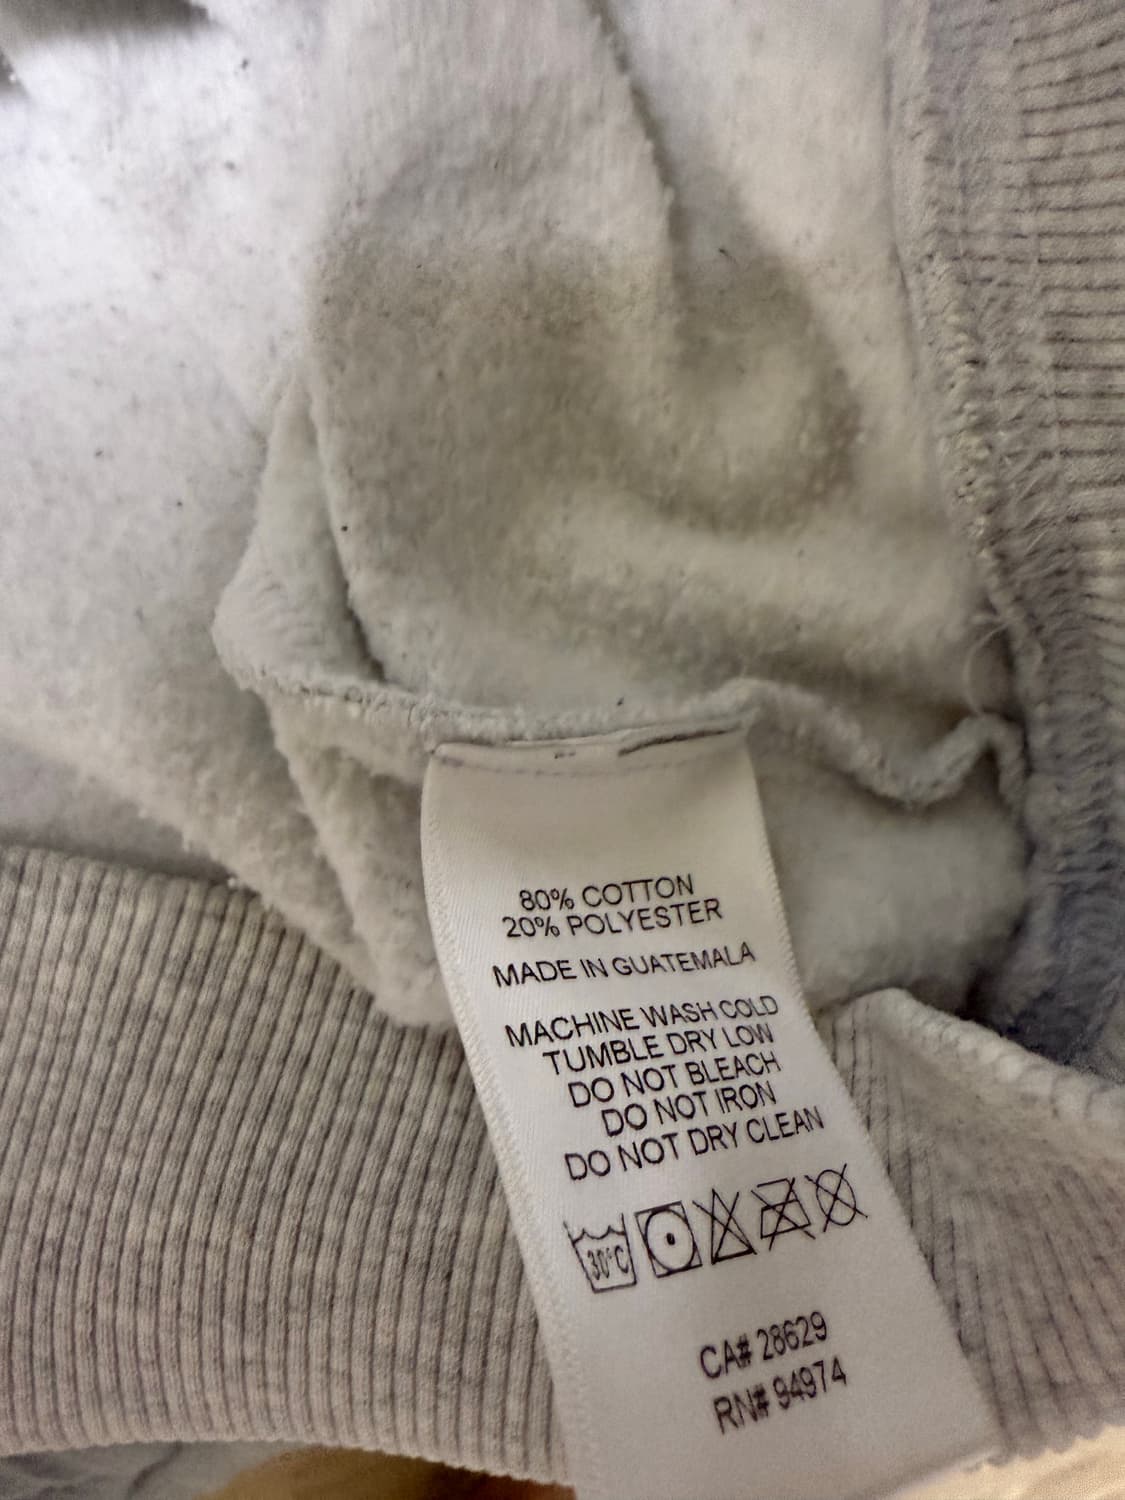 80% COTTON
20% POLYESTER
MADE IN GUATEMALA
MACHINE WASH COLD
TUMBLE DRY LOW
DO NOT BLEACH
DO NOT IRON
DO NOT DRY CLEAN
30°C
CA# 28629
RN# 94974